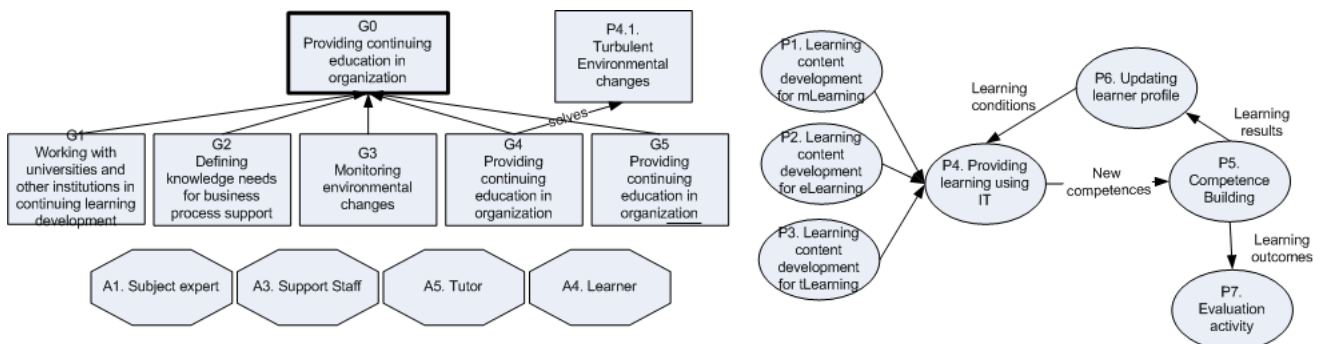 G0
Providing continuing
education in
organization
P4.1.
Turbulent
Environmental
changes
solves
G1
Working with
universities and
other institutions in
continuing learning
development
G2
Defining
knowledge needs
for business
process support
G3
Monitoring
environmental
changes
G4
Providing
continuing
education in
organization
G5
Providing
continuing
education in
organization
A1. Subject expert
A3. Support Staff
A5. Tutor
A4. Learner
P1. Learning
content
development
for mLearning
P2. Learning
content
development
for eLearning
P3. Learning
content
development
for tLearning
P4. Providing
learning using
IT
Learning
conditions
P6. Updating
learner profile
Learning
results
New
competences
P5.
Competence
Building
Learning
outcomes
P7.
Evaluation
activity